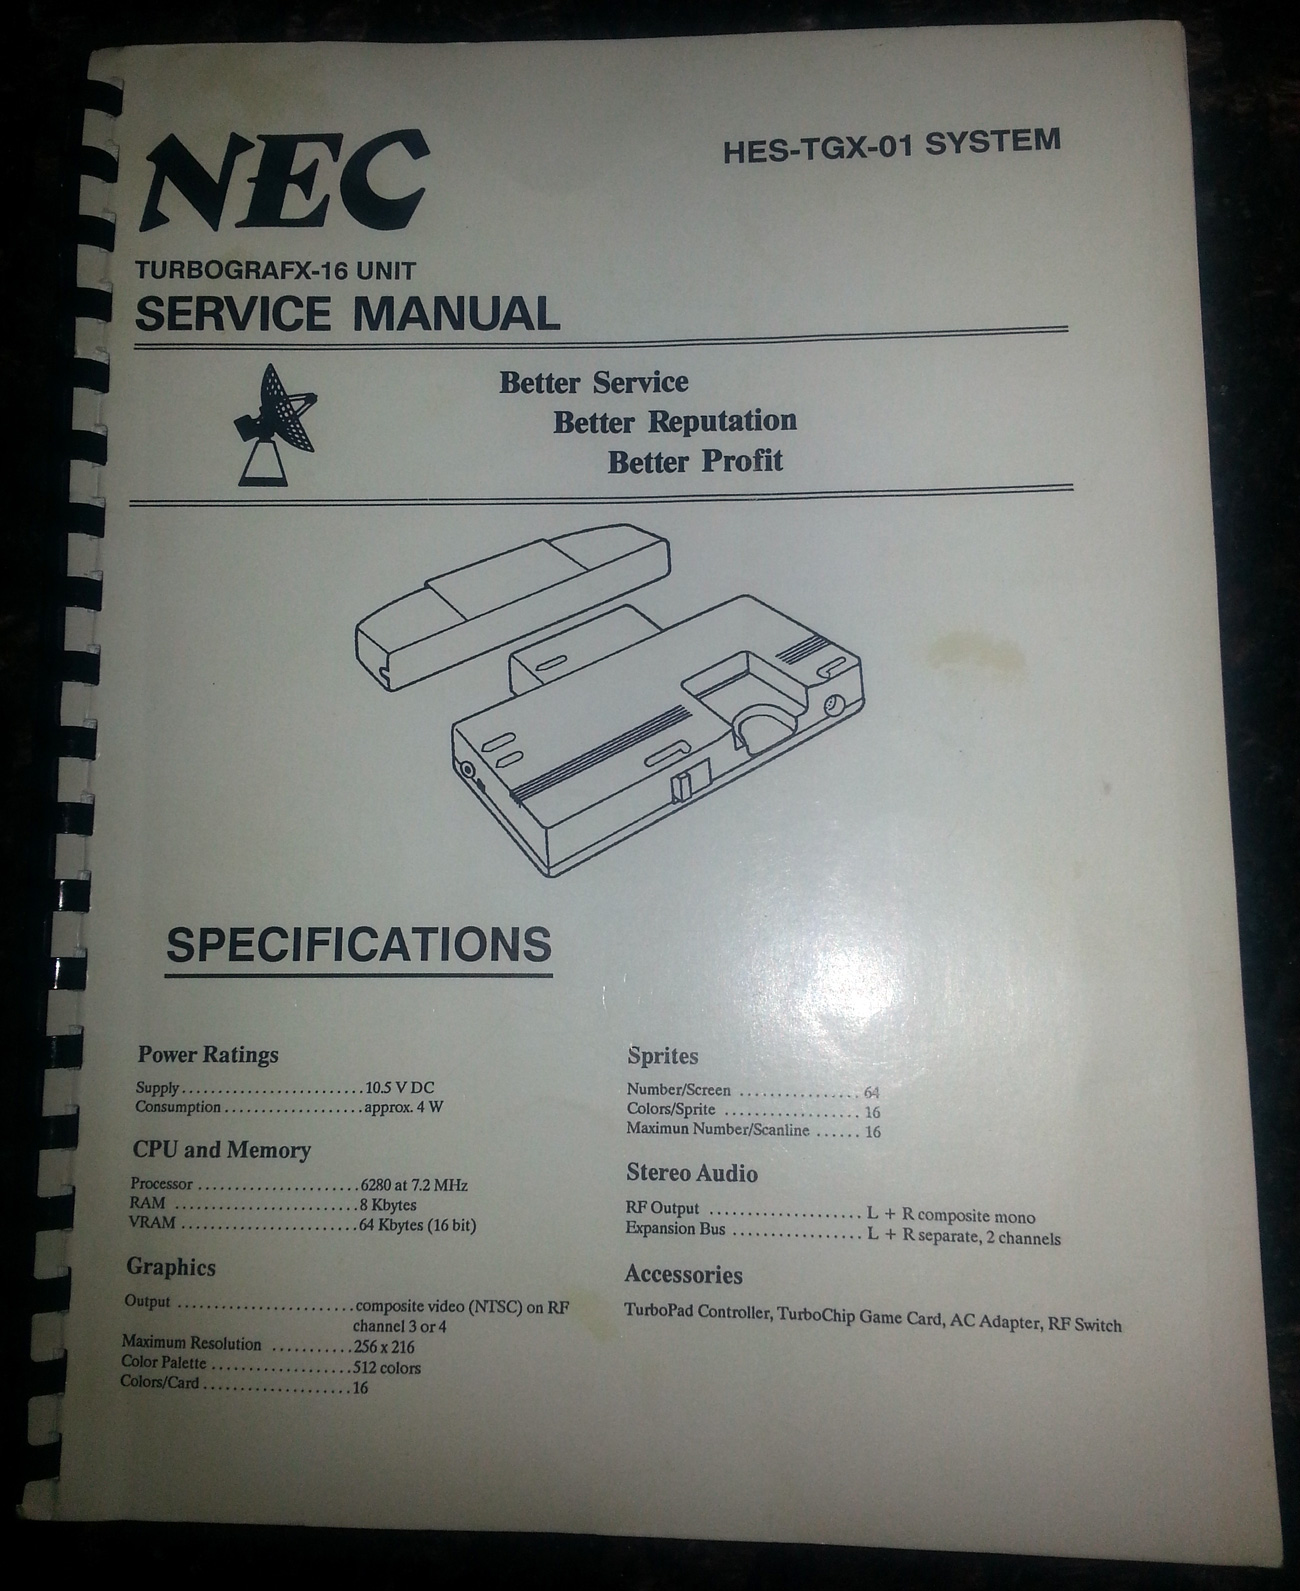 NEC
HES-TGX-01 SYSTEM
TURBOGRAFX-16 UNIT
SERVICE MANUAL
Better Service
Better Reputation
Better Profit
SPECIFICATIONS
Power Ratings
Supply........................10.5 V DC
Consumption...................approx. 4 W
CPU and Memory
Processor ......................6280 at 7.2 MHz
RAM .........................8 Kbytes
VRAM ........................64 Kbytes (16 bit)
Graphics
Output ........................composite video (NTSC) on RF
channel 3 or 4
Maximum Resolution ...........256 x 216
Color Palette ...................512 colors
Colors/Card ....................16
Sprites
Number/Screen ................ 64
Colors/Sprite .................. 16
Maximun Number/Scanline ...... 16
Stereo Audio
RF Output .................... L + R composite mono
Expansion Bus ................. L + R separate, 2 channels
Accessories
TurboPad Controller, TurboChip Game Card, AC Adapter, RF Switch